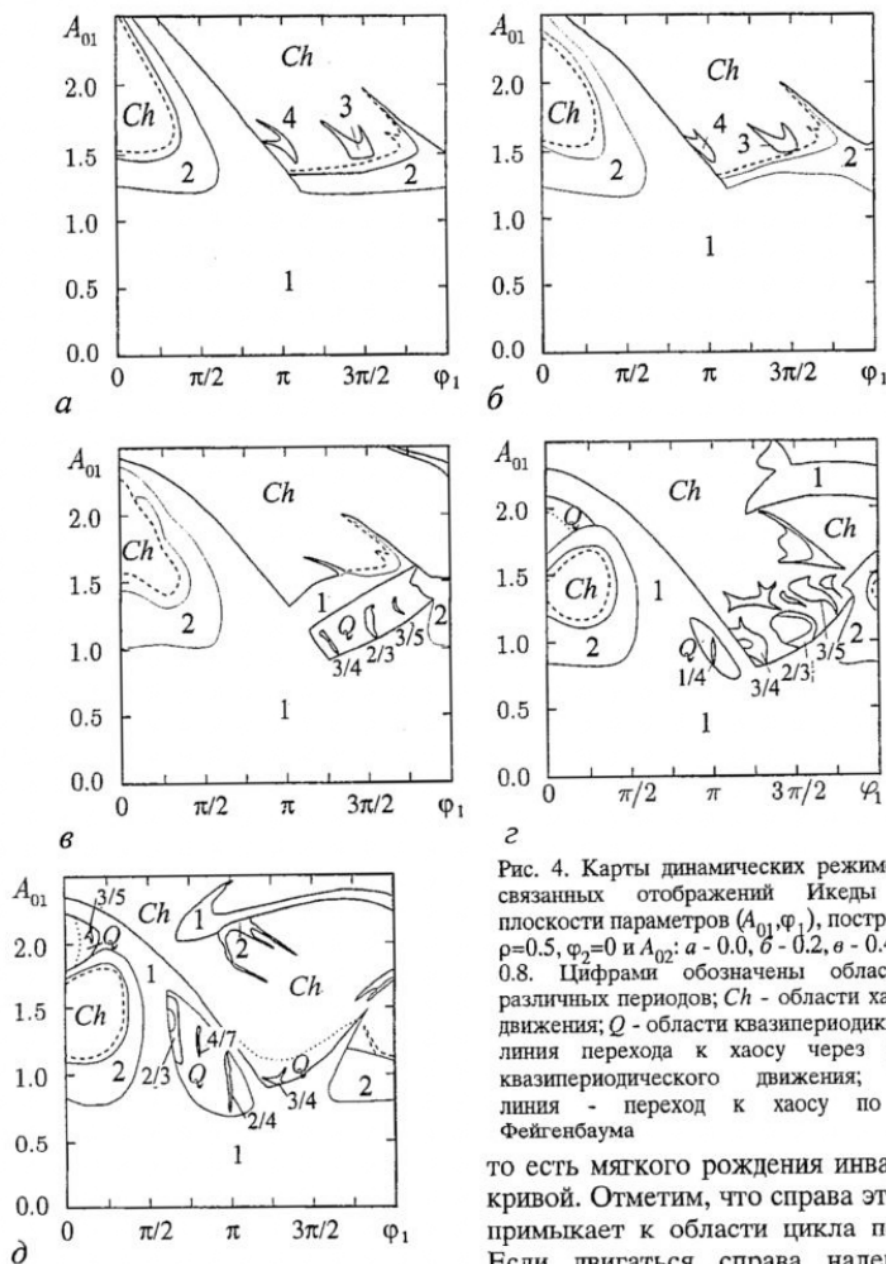 A₀₁
2.0
1.5
1.0
0.5
0.0
Ch
Ch
4
3
2
2
1
0 π/2 π 3π/2 φ₁
а
A₀₁
2.0
1.5
1.0
0.5
0.0
Ch
Ch
4
3
2
2
1
0 π/2 π 3π/2 φ₁
б
A₀₁
2.0
1.5
1.0
0.5
0.0
Ch
Ch
1
2
Q
2
3/4
2/3
3/5
1
0 π/2 π 3π/2 φ₁
в
A₀₁
2.0
1.5
1.0
0.5
0.0
Ch
1
Q
Ch
Ch
1
2
Q
1/4
3/4
2/3
3/5
2
1
0 π/2 π 3π/2 φ₁
г
A₀₁
2.0
1.5
1.0
0.5
0.0
3/5
Q
Ch
1
2
1
Ch
Ch
4/7
Q
2
2/3
Q
3/4
2/4
2
1
0 π/2 π 3π/2 φ₁
д
Рис. 4. Карты динамических режим
связанных отображений Икеды
плоскости параметров (A₀₁,φ₁), постр
ρ=0.5, φ₂=0 и A₀₂: а - 0.0, б - 0.2, в - 0.4
0.8. Цифрами обозначены облас
различных периодов; Ch - области ха
движения; Q - области квазипериодик
линия перехода к хаосу через
квазипериодического движения;
линия - переход к хаосу по
Фейгенбаума
то есть мягкого рождения инва
кривой. Отметим, что справа эт
примыкает к области цикла п
Если двигаться справа нале